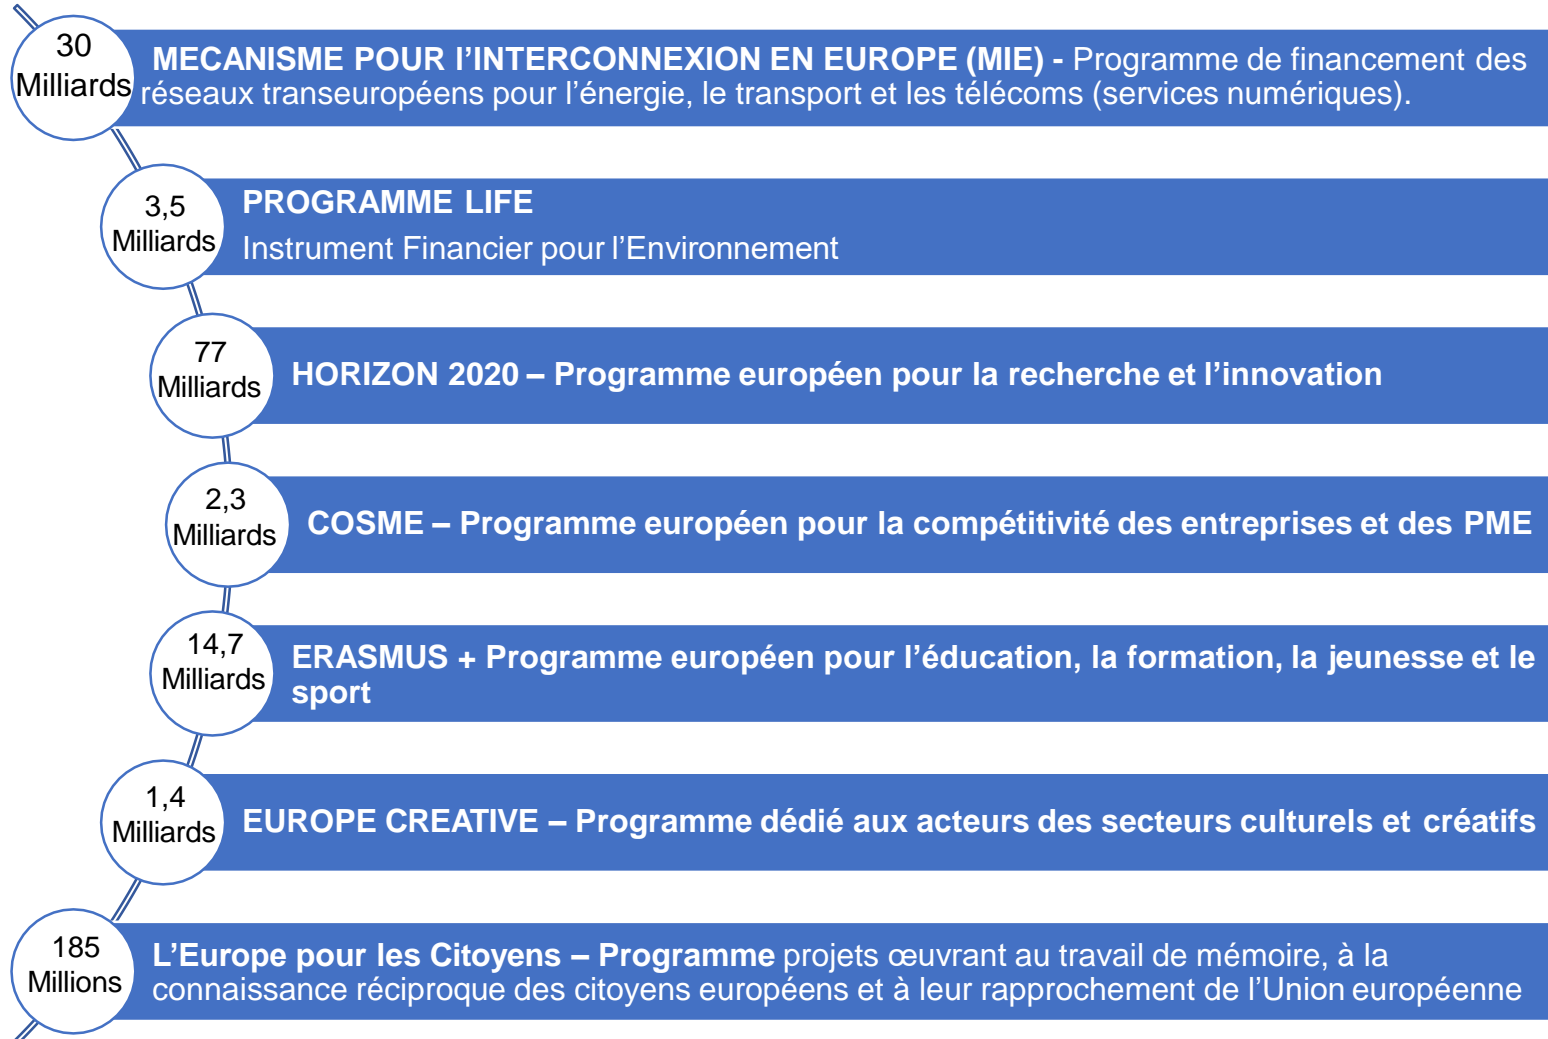 30
Milliards
MECANISME POUR l’INTERCONNEXION EN EUROPE (MIE) - Programme de financement des
réseaux transeuropéens pour l’énergie, le transport et les télécoms (services numériques).
3,5
Milliards
PROGRAMME LIFE
Instrument Financier pour l’Environnement
77
Milliards
HORIZON 2020 – Programme européen pour la recherche et l’innovation
2,3
Milliards
COSME – Programme européen pour la compétitivité des entreprises et des PME
14,7
Milliards
ERASMUS + Programme européen pour l’éducation, la formation, la jeunesse et le
sport
1,4
Milliards
EUROPE CREATIVE – Programme dédié aux acteurs des secteurs culturels et créatifs
185
Millions
L’Europe pour les Citoyens – Programme projets œuvrant au travail de mémoire, à la
connaissance réciproque des citoyens européens et à leur rapprochement de l’Union européenne